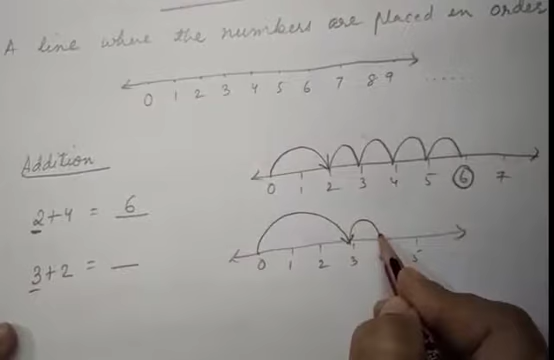 A line where the numbers are placed in order
0 1 2 3 4 5 6 7 8 9 ......
Addition
0 1 2 3 4 5 6 7
2+4 = 6
0 1 2 3 5
3+2 =